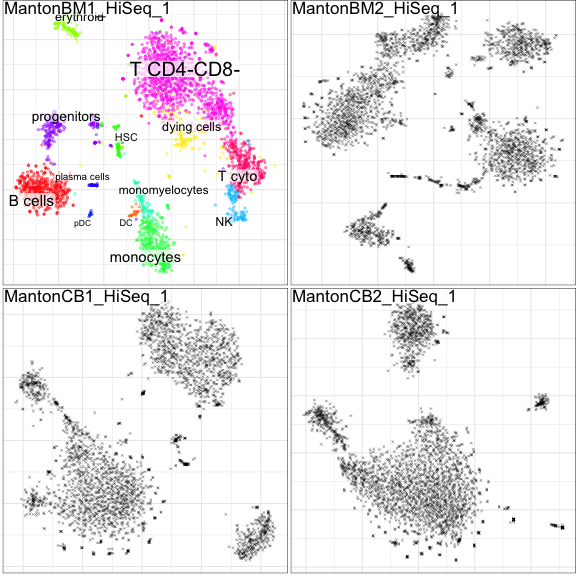 MantonBM1_HiSeq_1
erythroid
T CD4-CD8-
progenitors
dying cells
HSC
T cyto
plasma cells
monomyelocytes
B cells
pDC
DC
NK
monocytes
MantonBM2_HiSeq_1
MantonCB1_HiSeq_1
MantonCB2_HiSeq_1